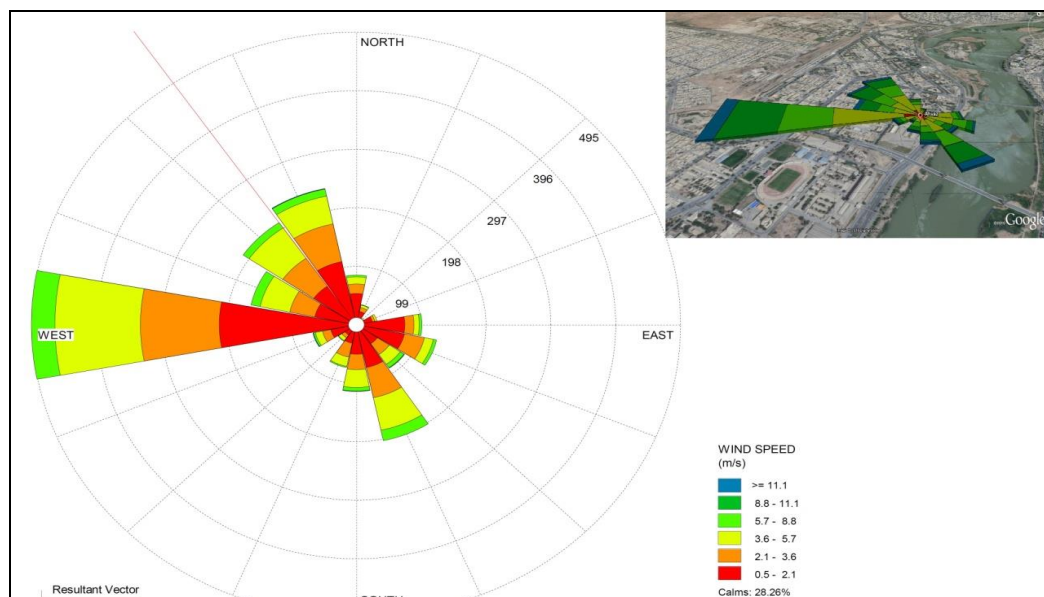 NORTH
495
396
297
198
99
WEST
EAST
WIND SPEED
(m/s)
>= 11.1
8.8 - 11.1
5.7 - 8.8
3.6 - 5.7
2.1 - 3.6
0.5 - 2.1
Calms: 28.26%
Resultant Vector
SOUTH
Google